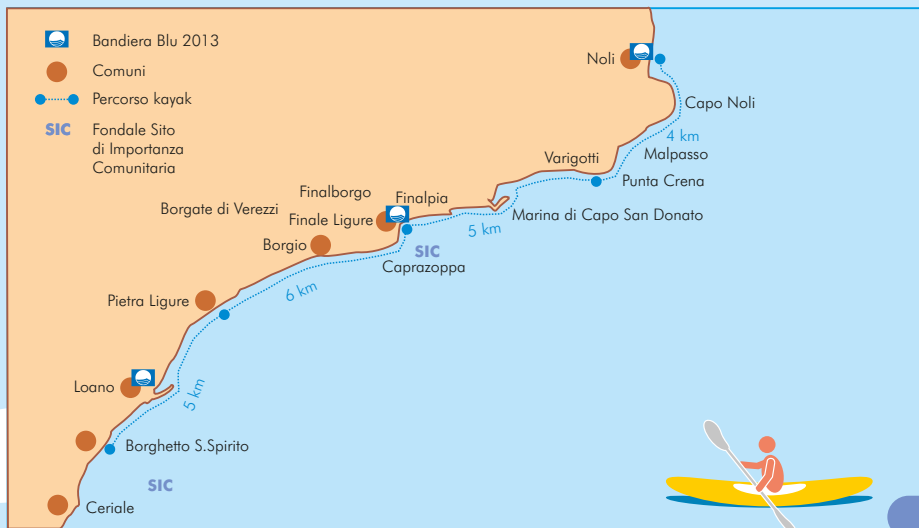 Bandiera Blu 2013
Comuni
Percorso kayak
SIC
Fondale Sito
di Importanza
Comunitaria
Noli
Capo Noli
4 km
Malpasso
Varigotti
Punta Crena
Finalborgo
Finalpia
Borgate di Verezzi
Finale Ligure
Marina di Capo San Donato
5 km
Borgio
SIC
Caprazoppa
6 km
Pietra Ligure
Loano
5 km
Borghetto S.Spirito
SIC
Ceriale